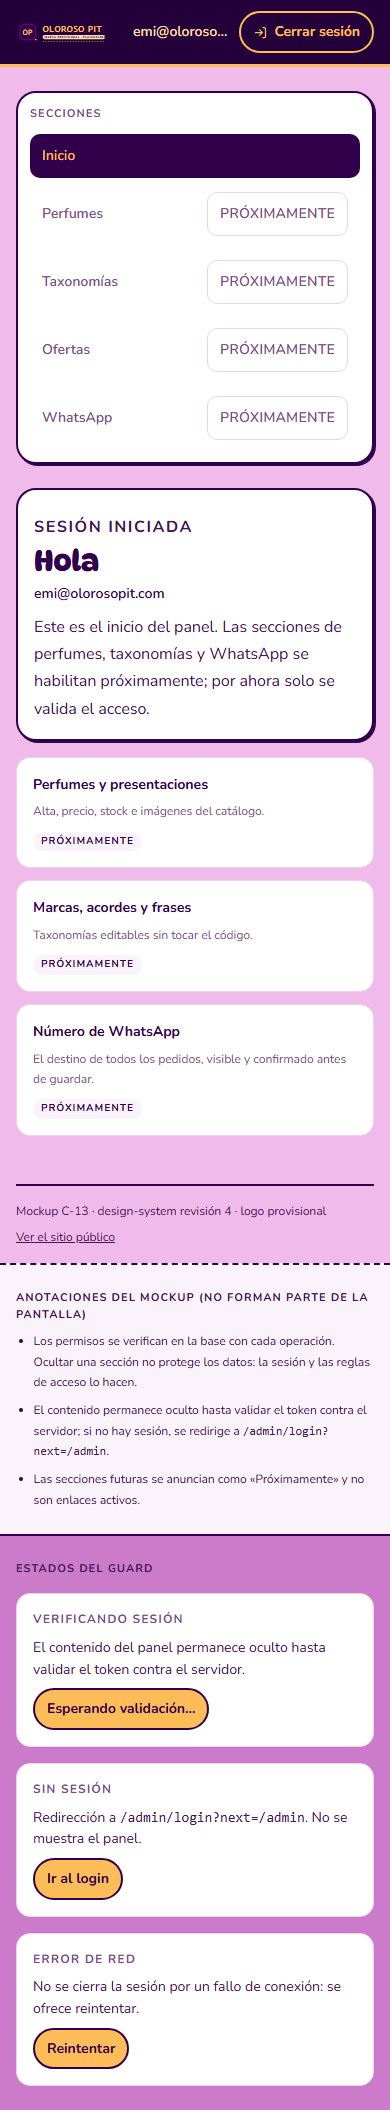 OP
OLOROSO PIT
emi@oloroso...
Cerrar sesión
SECCIONES
Inicio
Perfumes
PRÓXIMAMENTE
Taxonomías
PRÓXIMAMENTE
Ofertas
PRÓXIMAMENTE
WhatsApp
PRÓXIMAMENTE
SESIÓN INICIADA
Hola
emi@olorosopit.com
Este es el inicio del panel. Las secciones de
perfumes, taxonomías y WhatsApp se
habilitan próximamente; por ahora solo se
valida el acceso.
Perfumes y presentaciones
Alta, precio, stock e imágenes del catálogo.
PRÓXIMAMENTE
Marcas, acordes y frases
Taxonomías editables sin tocar el código.
PRÓXIMAMENTE
Número de WhatsApp
El destino de todos los pedidos, visible y confirmado antes
de guardar.
PRÓXIMAMENTE
Mockup C-13 · design-system revisión 4 · logo provisional
Ver el sitio público
ANOTACIONES DEL MOCKUP (NO FORMAN PARTE DE LA
PANTALLA)
• Los permisos se verifican en la base con cada operación.
Ocultar una sección no protege los datos: la sesión y las reglas
de acceso lo hacen.
• El contenido permanece oculto hasta validar el token contra el
servidor; si no hay sesión, se redirige a /admin/login?
next=/admin.
• Las secciones futuras se anuncian como «Próximamente» y no
son enlaces activos.
ESTADOS DEL GUARD
VERIFICANDO SESIÓN
El contenido del panel permanece oculto hasta
validar el token contra el servidor.
Esperando validación...
SIN SESIÓN
Redirección a /admin/login?next=/admin. No se
muestra el panel.
Ir al login
ERROR DE RED
No se cierra la sesión por un fallo de conexión: se
ofrece reintentar.
Reintentar